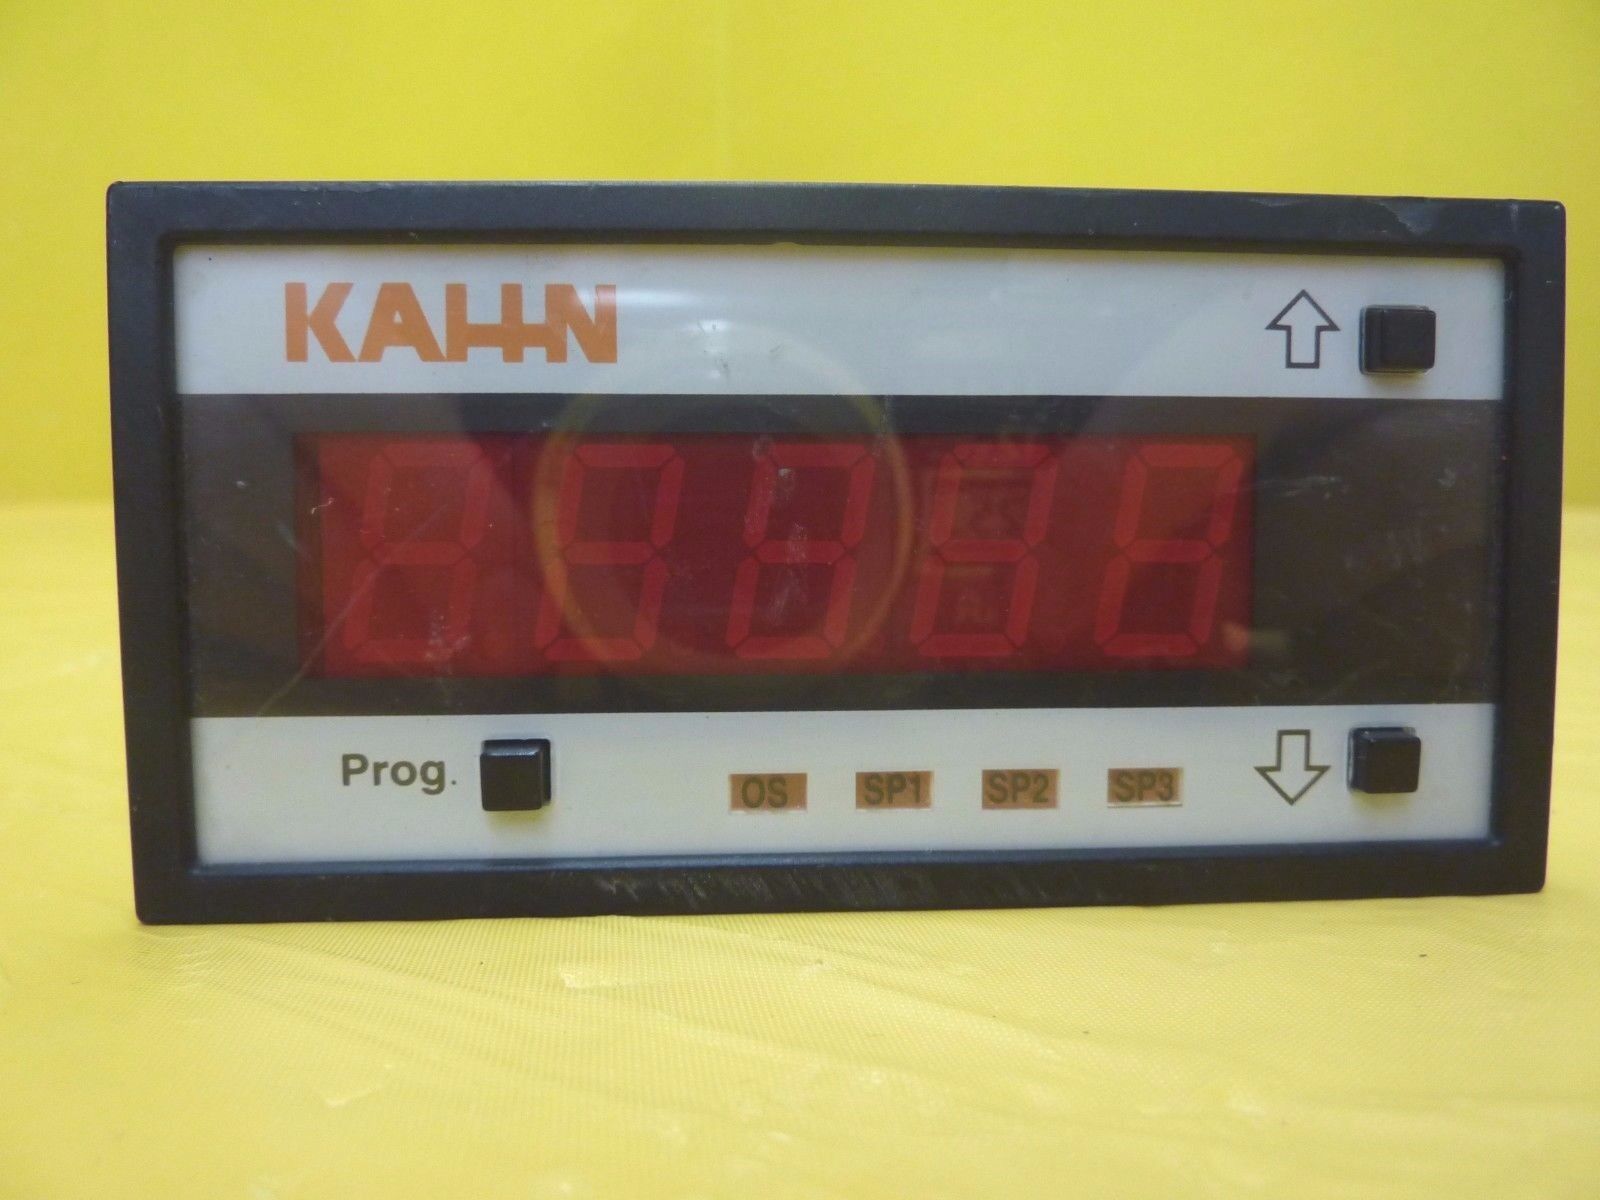 KAHN
Prog.
OS SP1 SP2 SP3